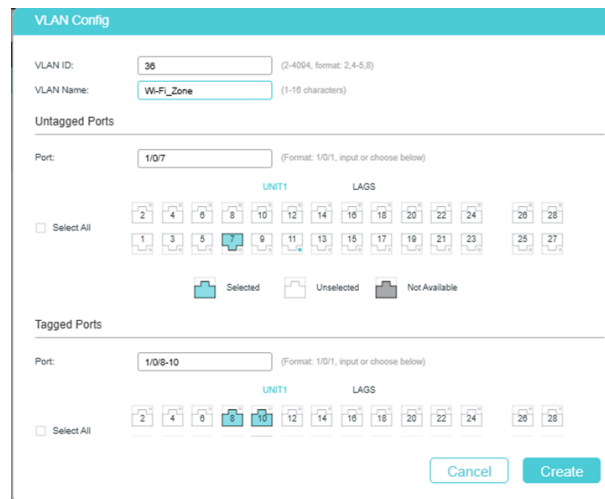 VLAN Config
VLAN ID: 36 (2-4094, format: 2,4-5,8)
VLAN Name: Wi-Fi_Zone (1-16 characters)
Untagged Ports
Port: 1/0/7 (Format: 1/0/1, input or choose below)
UNIT1 LAGS
2 4 6 8 10 12 14 16 18 20 22 24 26 28
Select All
1 3 5 7 9 11 13 15 17 19 21 23 25 27
Selected Unselected Not Available
Tagged Ports
Port: 1/0/8-10 (Format: 1/0/1, input or choose below)
UNIT1 LAGS
2 4 6 8 10 12 14 16 18 20 22 24 26 28
Select All
Cancel Create